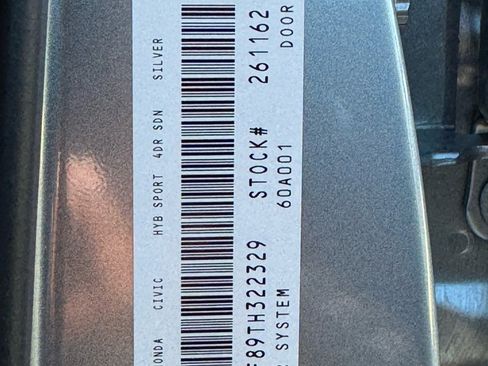 ONDA CIVIC HYB SPORT 4DR SDN SILVER
F89TH322329 STOCK# 261162
SYSTEM 60A001 DOOR